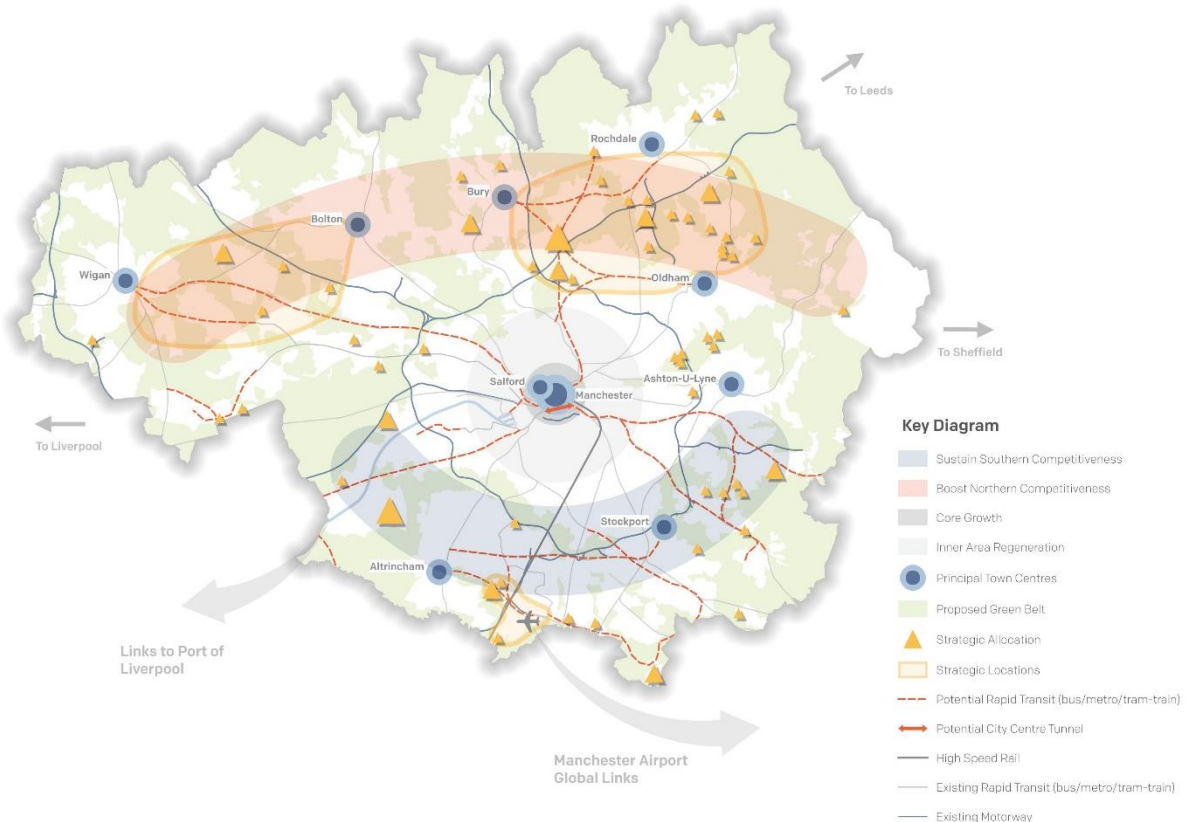 To Leeds
Rochdale
Bury
Bolton
Wigan
Oldham
To Sheffield
Salford
Manchester
Ashton-U-Lyne
To Liverpool
Stockport
Altrincham
Links to Port of
Liverpool
Manchester Airport
Global Links
Key Diagram
Sustain Southern Competitiveness
Boost Northern Competitiveness
Core Growth
Inner Area Regeneration
Principal Town Centres
Proposed Green Belt
Strategic Allocation
Strategic Locations
Potential Rapid Transit (bus/metro/tram-train)
Potential City Centre Tunnel
High Speed Rail
Existing Rapid Transit (bus/metro/tram-train)
Existing Motorway